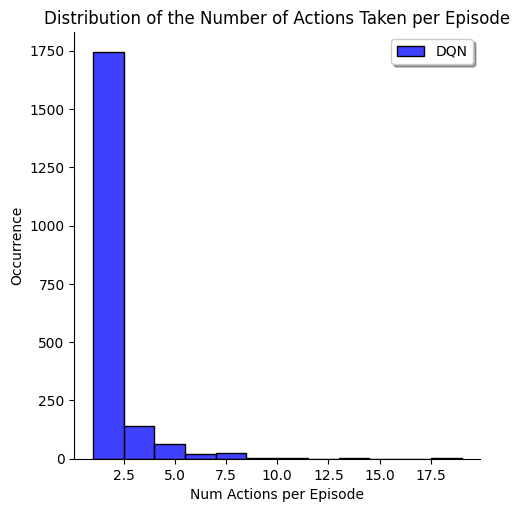 Distribution of the Number of Actions Taken per Episode
DQN
1750
1500
1250
1000
750
500
250
0
Occurrence
2.5 5.0 7.5 10.0 12.5 15.0 17.5
Num Actions per Episode